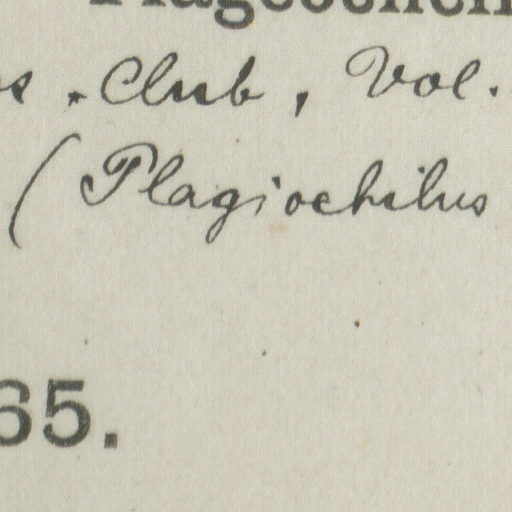 s. Club, Vol.
(Plagiochilus
65.